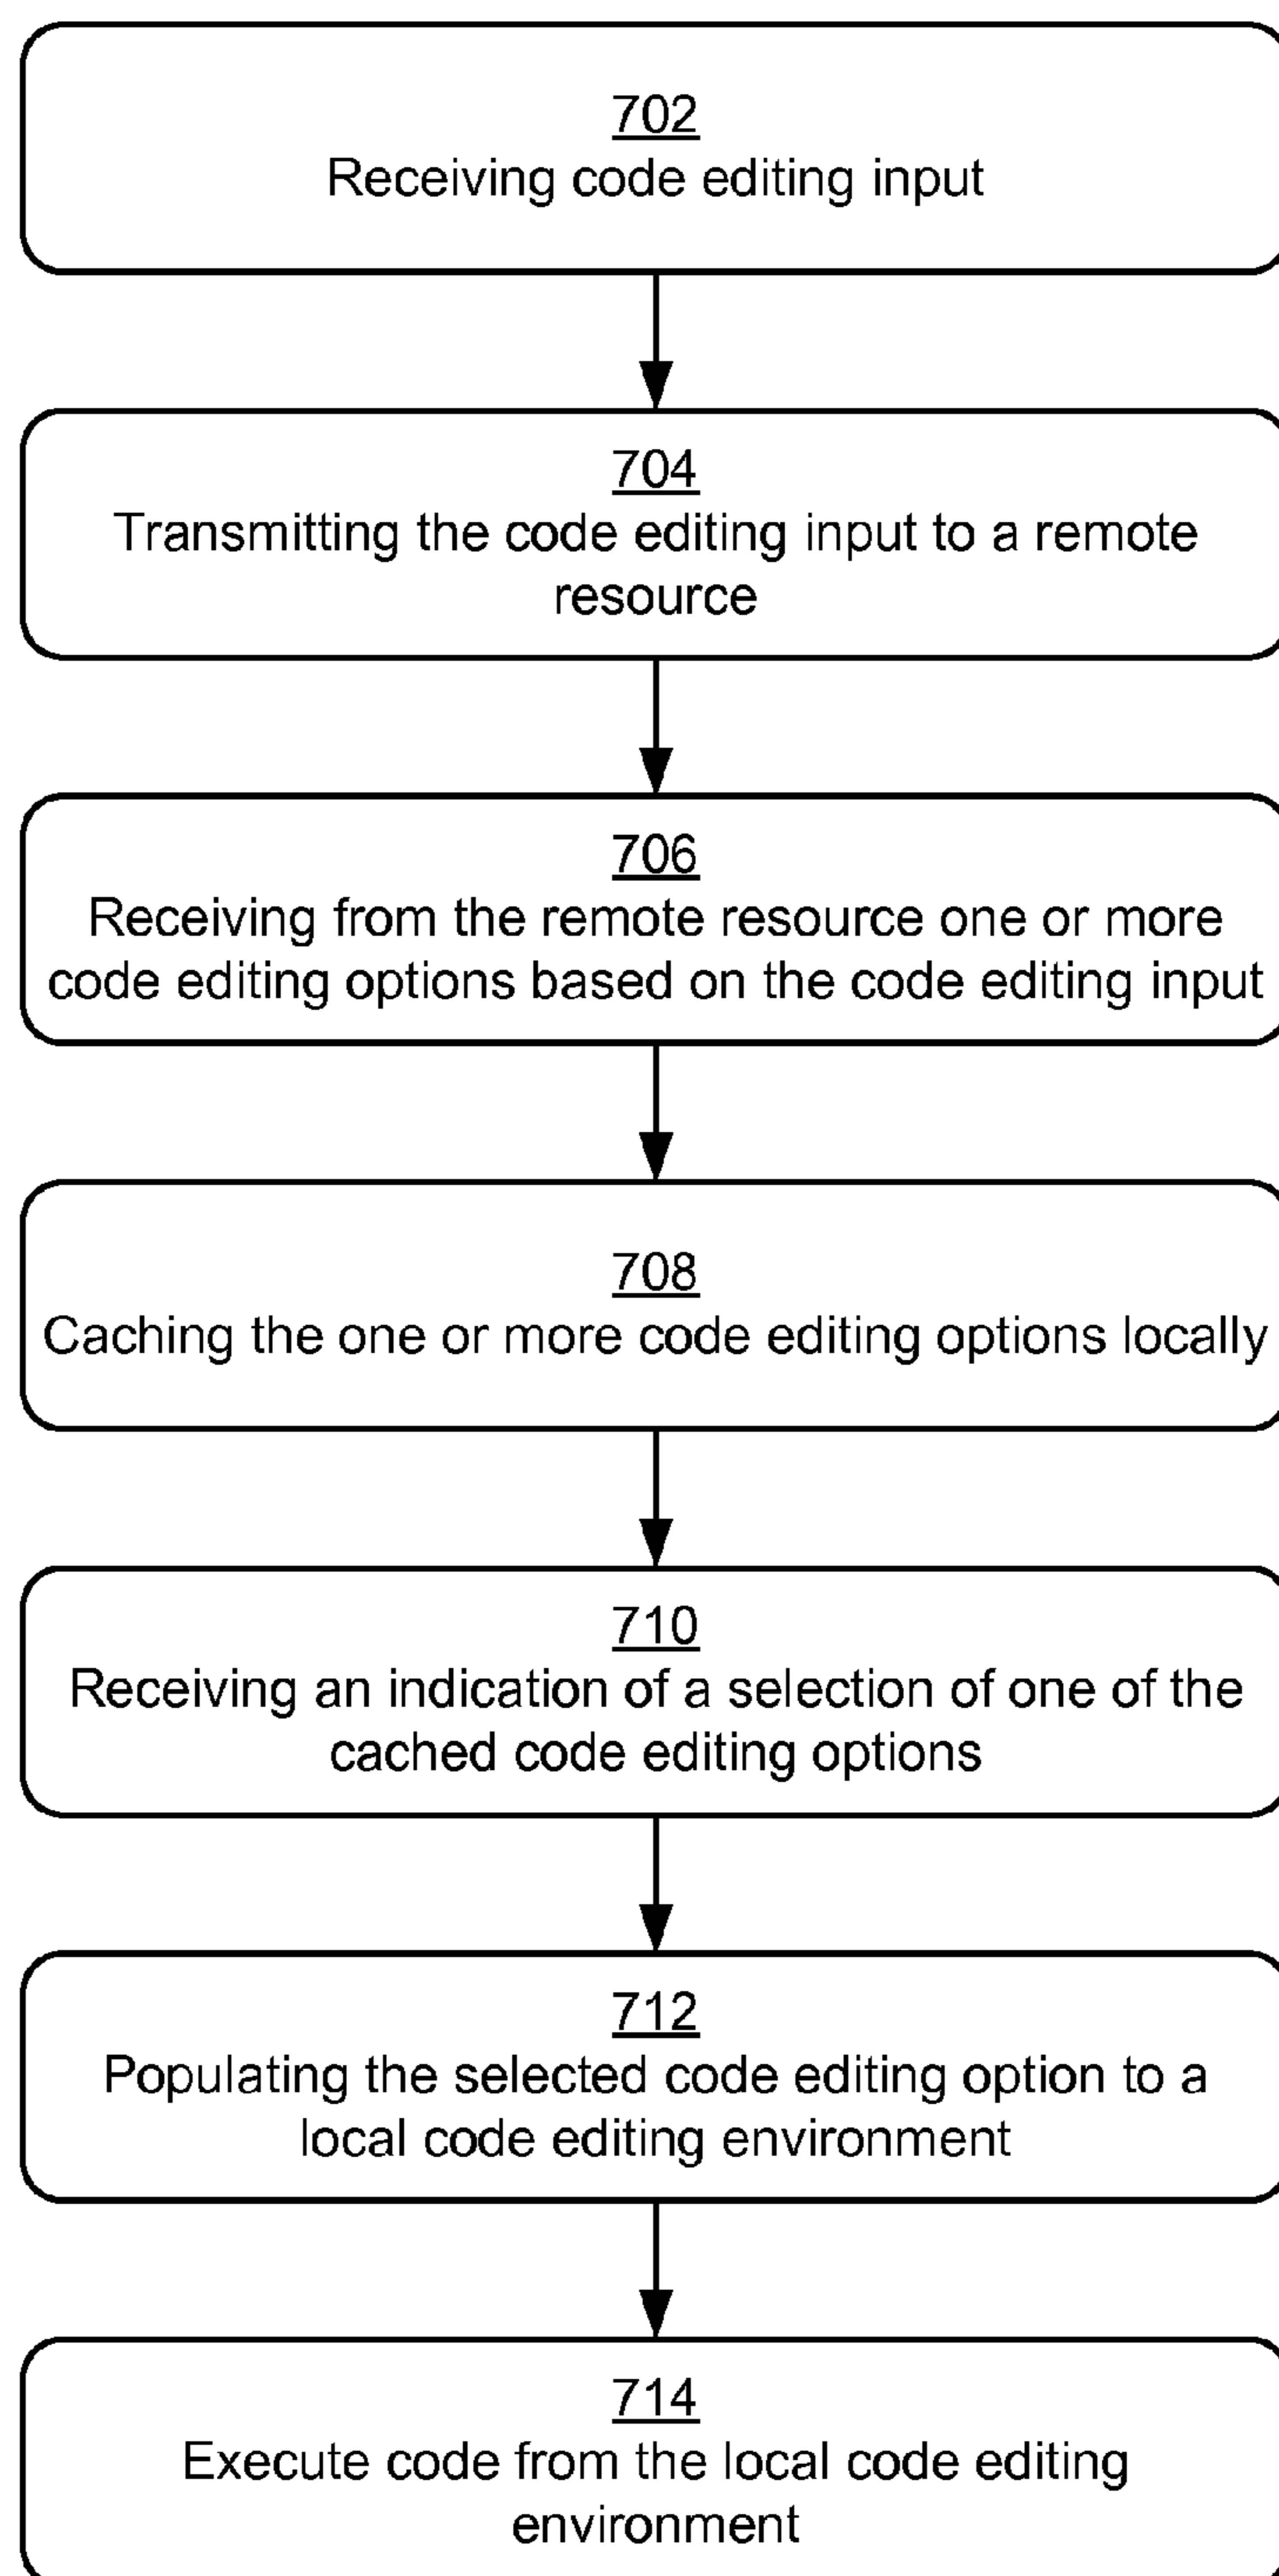 702
Receiving code editing input
704
Transmitting the code editing input to a remote
resource
706
Receiving from the remote resource one or more
code editing options based on the code editing input
708
Caching the one or more code editing options locally
710
Receiving an indication of a selection of one of the
cached code editing options
712
Populating the selected code editing option to a
local code editing environment
714
Execute code from the local code editing
environment